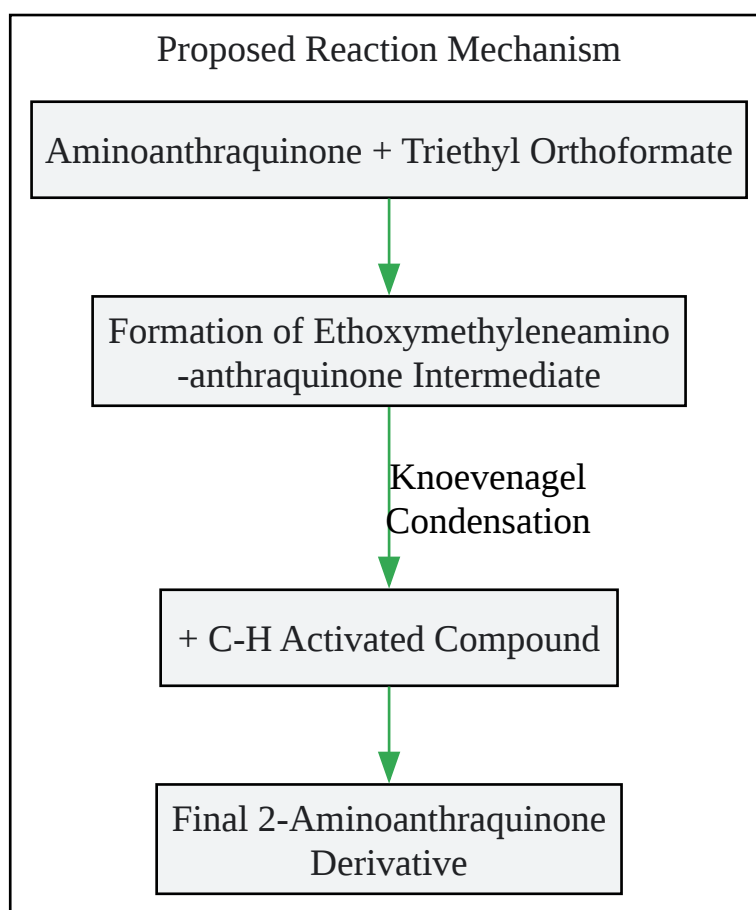 Proposed Reaction Mechanism
Aminoanthraquinone + Triethyl Orthoformate
Formation of Ethoxymethyleneamino
-anthraquinone Intermediate
Knoevenagel
Condensation
+ C-H Activated Compound
Final 2-Aminoanthraquinone
Derivative